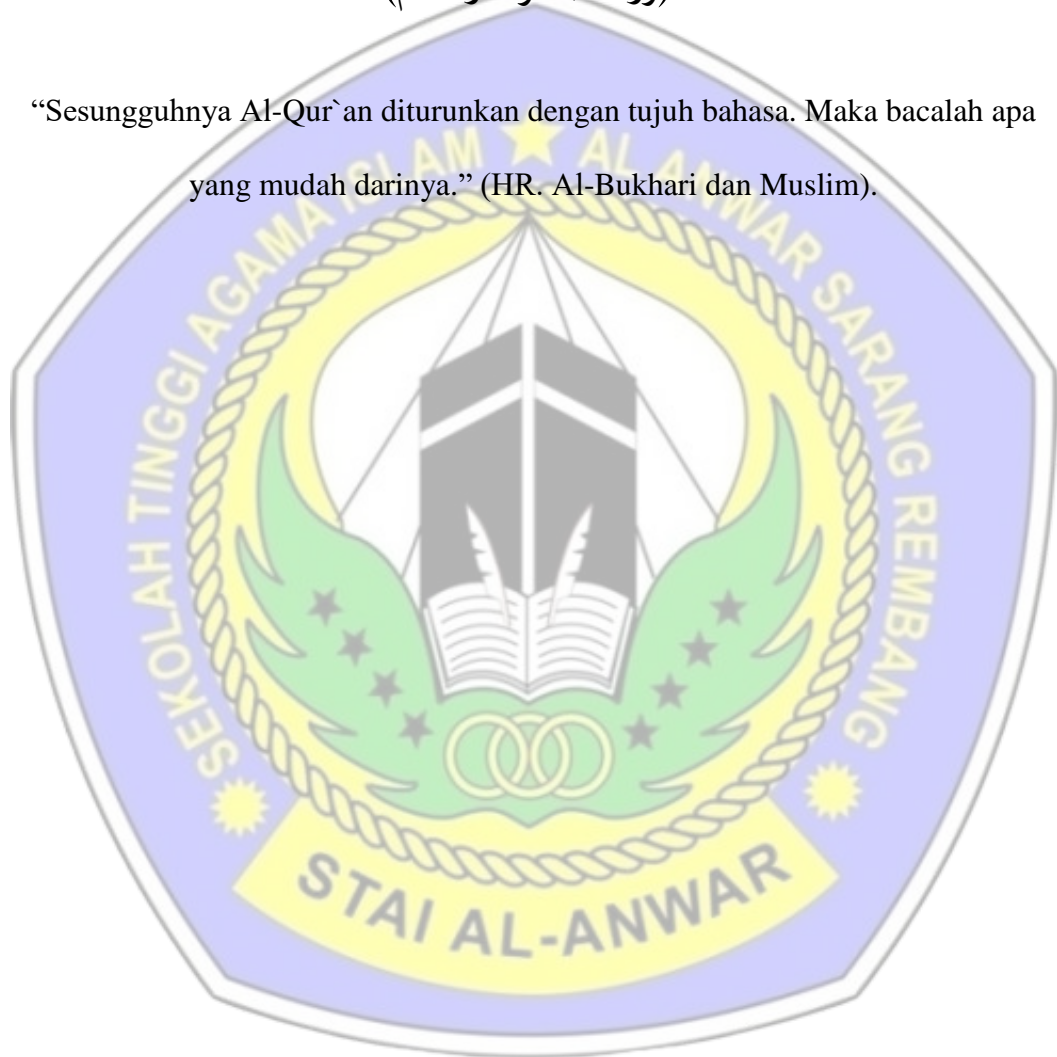 “Sesungguhnya Al-Qur`an diturunkan dengan tujuh bahasa. Maka bacalah apa
yang mudah darinya.” (HR. Al-Bukhari dan Muslim).
SEKOLAH TINGGI AGAMA ISLAM AL ANWAR SARANG REMBANG
STAI AL-ANWAR